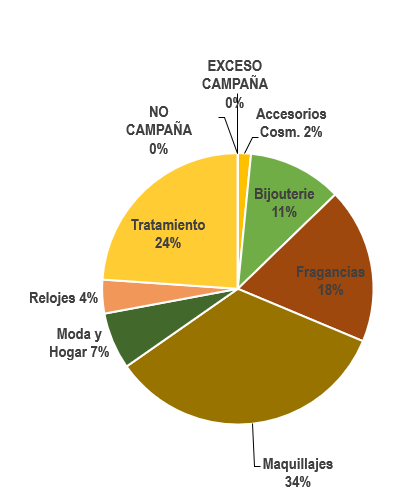 EXCESO
CAMPAÑA
0%
NO
CAMPAÑA
0%
Accesorios
Cosm. 2%
Bijouterie
11%
Fragancias
18%
Maquillajes
34%
Moda y
Hogar 7%
Relojes 4%
Tratamiento
24%